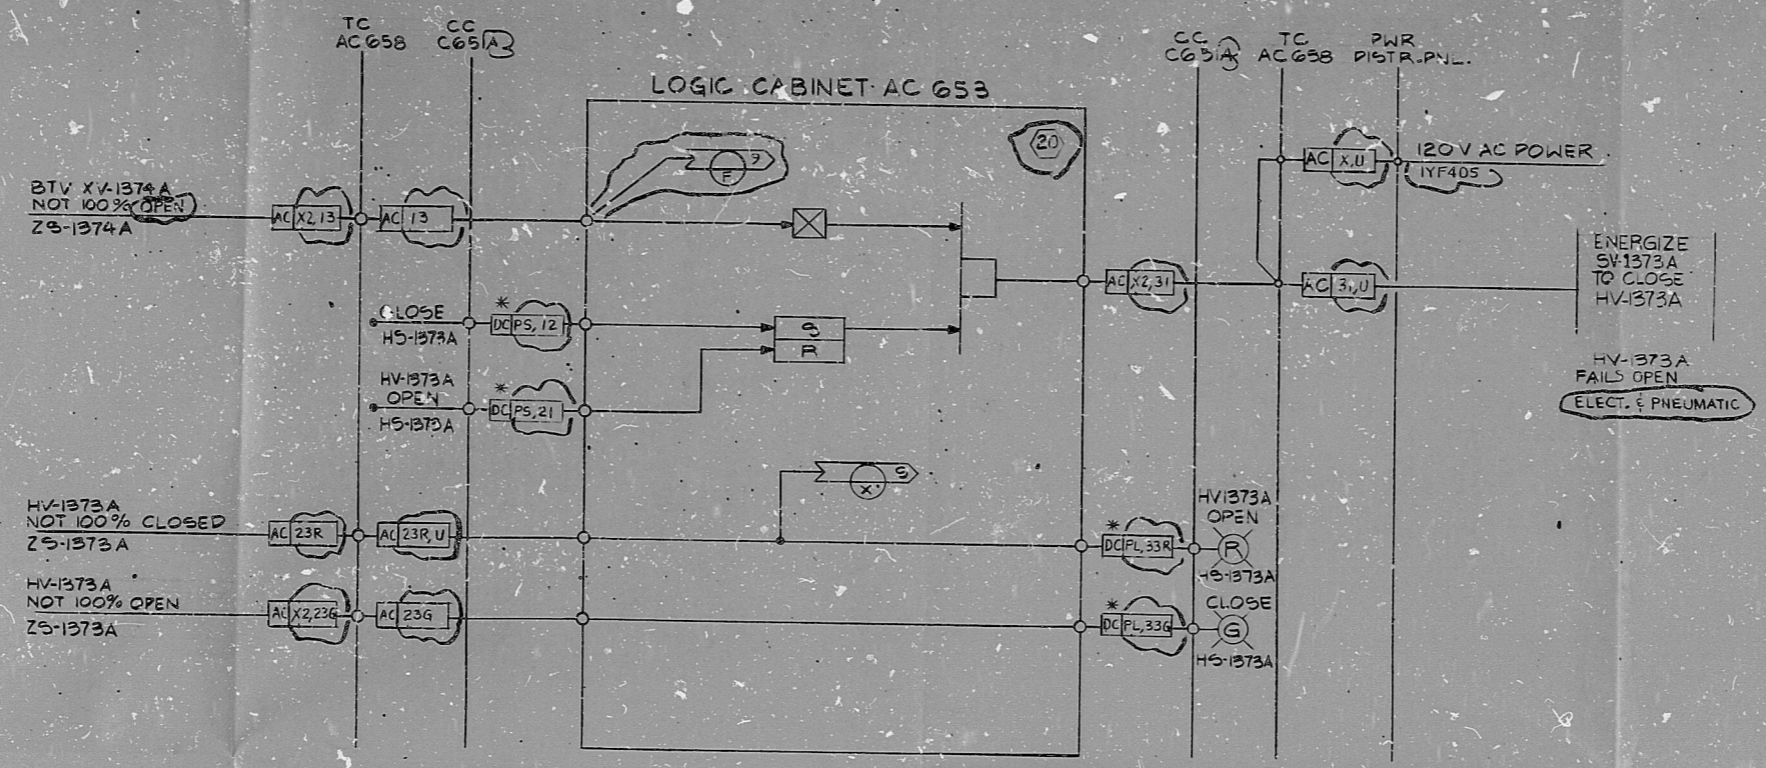 TC
AC 658
CC
C651A
LOGIC CABINET AC 653
CC
C651A
TC
AC 658
PWR
DISTR. PNL.
7
F
20
AC X,U
120 V AC POWER
1YF405
BTV XV-1374A
NOT 100% OPEN
ZS-1374A
AC X2,13
AC 13
ENERGIZE
SV-1373A
TO CLOSE
HV-1373A
AC X2,31
AC 31,U
CLOSE
HS-1373A
*
DC PS,12
S
R
HV-1373A
OPEN
HS-1373A
*
DC PS,21
HV-1373A
FAILS OPEN
ELECT. & PNEUMATIC
S
X
HV-1373A
NOT 100% CLOSED
ZS-1373A
AC 23R
AC 23R,U
*
DC PL,33R
HV1373A
OPEN
R
HS-1373A
HV-1373A
NOT 100% OPEN
ZS-1373A
AC X2,23G
AC 23G
*
DC PL,33G
CLOSE
G
HS-1373A